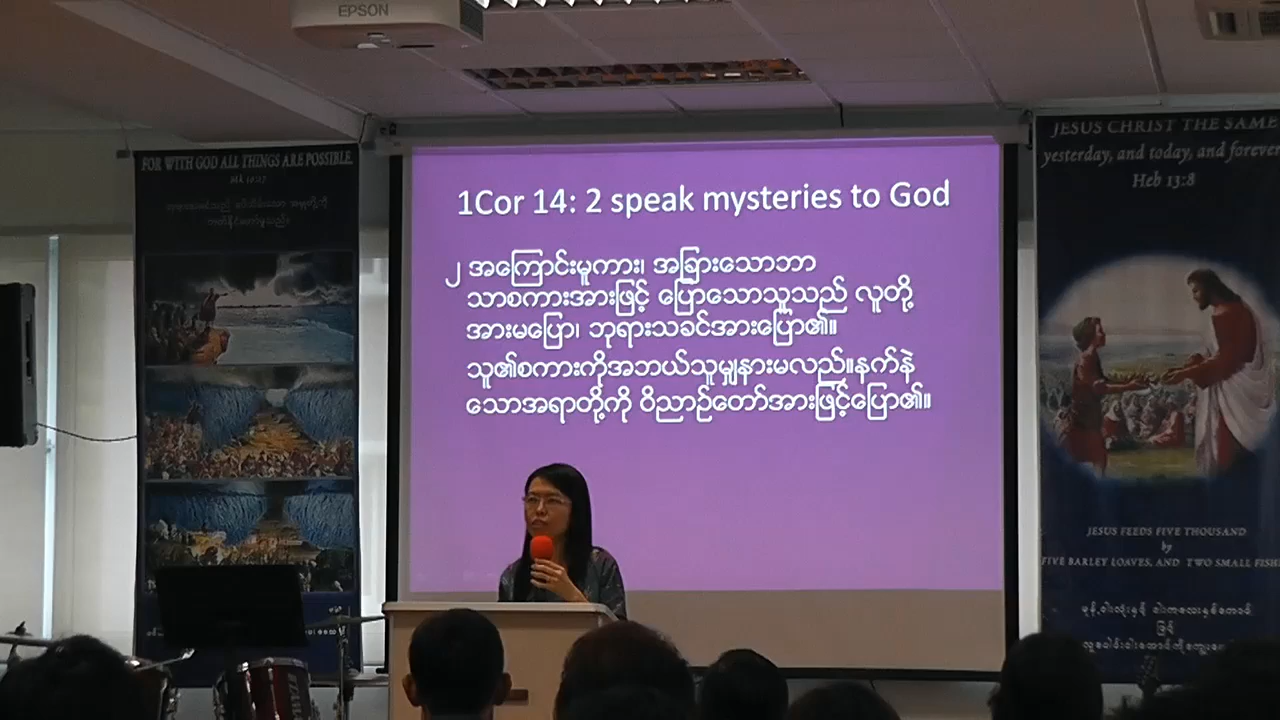 EPSON
FOR WITH GOD ALL THINGS ARE POSSIBLE
Mk 10:27
1Cor 14: 2 speak mysteries to God
၂ အကြောင်းမူကား၊ အခြားသောဘာ
သာစကားအားဖြင့် ပြောသောသူသည် လူတို့
အားမပြော၊ ဘုရားသခင်အားပြော၏။
သူ၏စကားကိုအဘယ်သူမျှနားမလည်။နက်နဲ
သောအရာတို့ကို ဝိညာဉ်တော်အားဖြင့်ပြော၏။
JESUS CHRIST THE SAME
yesterday, and today, and forever
Heb 13:8
JESUS FEEDS FIVE THOUSAND
by
FIVE BARLEY LOAVES, AND TWO SMALL FISH